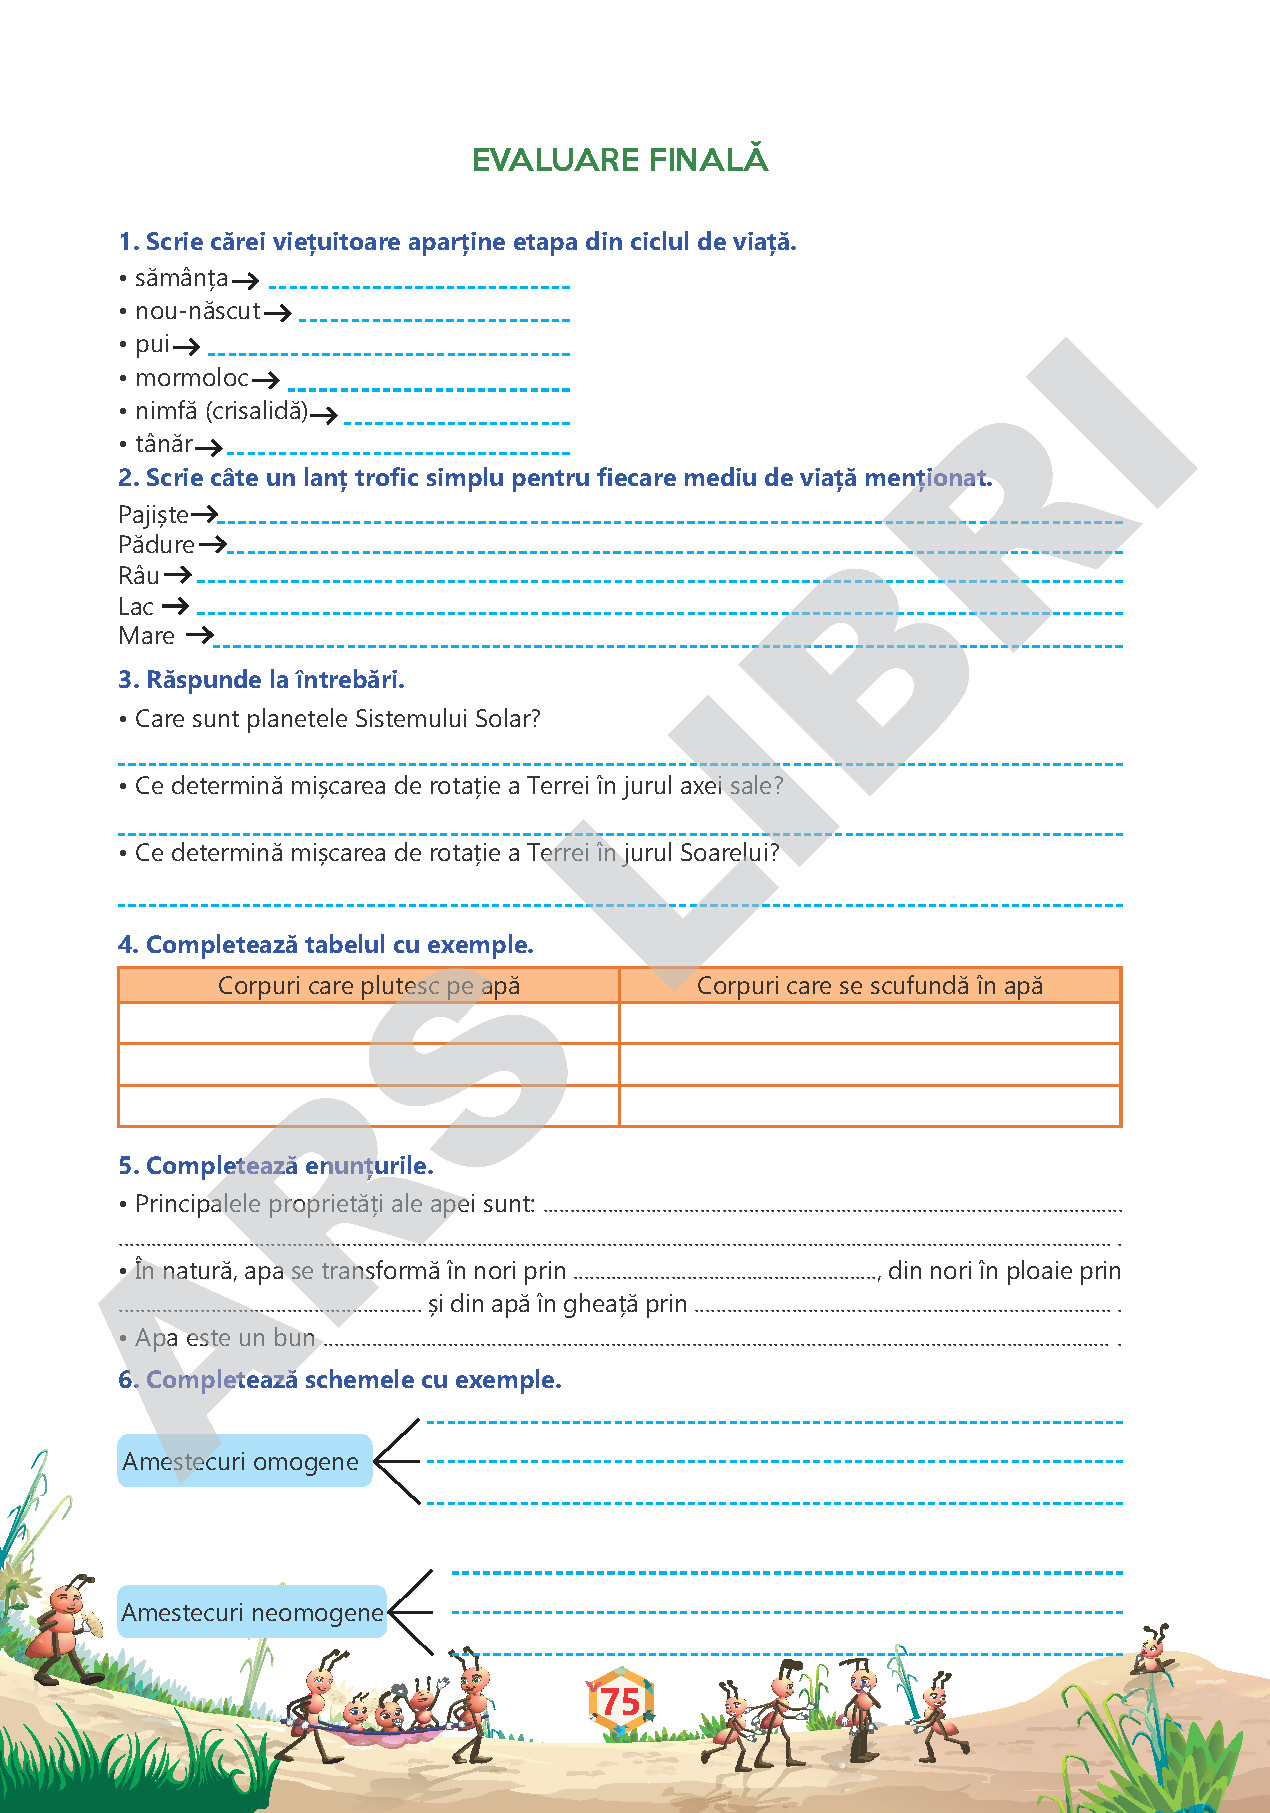 EVALUARE FINALĂ
1. Scrie cărei viețuitoare aparține etapa din ciclul de viață.
• sămânța
• nou-născut
• pui
• mormoloc
• nimfă (crisalidă)
• tânăr
2. Scrie câte un lanț trofic simplu pentru fiecare mediu de viață menționat.
Pajiște
Pădure
Râu
Lac
Mare
3. Răspunde la întrebări.
• Care sunt planetele Sistemului Solar?
• Ce determină mișcarea de rotație a Terrei în jurul axei sale?
• Ce determină mișcarea de rotație a Terrei în jurul Soarelui?
4. Completează tabelul cu exemple.
Corpuri care plutesc pe apă Corpuri care se scufundă în apă
5. Completează enunțurile.
• Principalele proprietăți ale apei sunt: ..........
.......... .
• În natură, apa se transformă în nori prin .........., din nori în ploaie prin
.......... și din apă în gheață prin .......... .
• Apa este un bun .......... .
6. Completează schemele cu exemple.
Amestecuri omogene
Amestecuri neomogene
75
ARS LIBRI